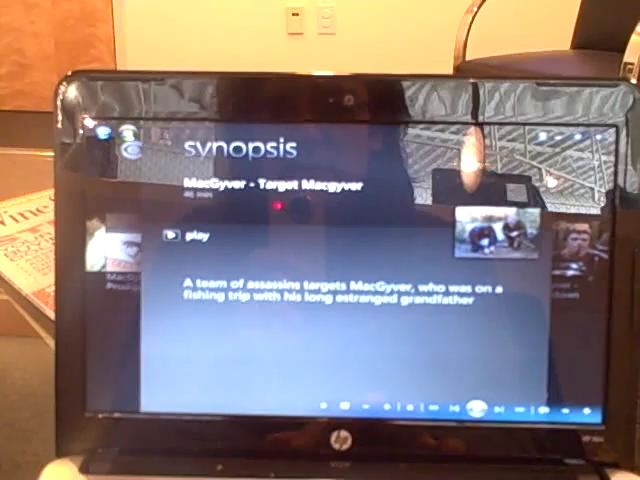 synopsis
MacGyver - Target Macgyver
46 min
play
A team of assassins targets MacGyver, who was on a
fishing trip with his long estranged grandfather
hp